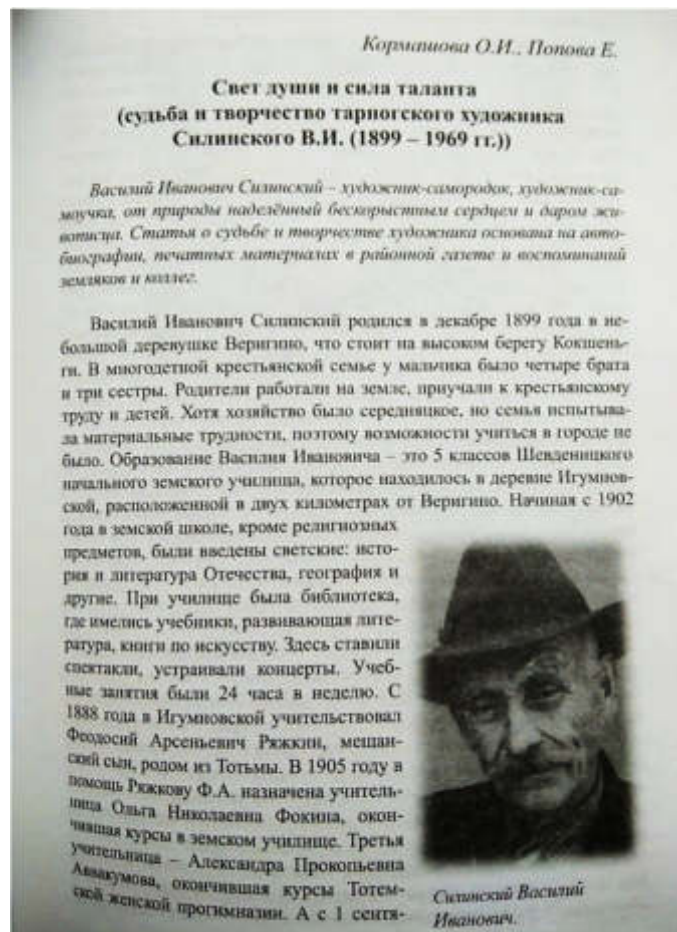 Кормашова О.И., Попова Е.
Свет души и сила таланта
(судьба и творчество тарногского художника
Силинского В.И. (1899 – 1969 гг.))
Василий Иванович Силинский – художник-самородок, художник-са-
моучка, от природы наделённый бескорыстным сердцем и даром жи-
вописца. Статья о судьбе и творчестве художника основана на авто-
биографии, печатных материалах в районной газете и воспоминаний
земляков и коллег.
Василий Иванович Силинский родился в декабре 1899 года в не-
большой деревушке Веригино, что стоит на высоком берегу Кокшень-
ги. В многодетной крестьянской семье у мальчика было четыре брата
и три сестры. Родители работали на земле, приучали к крестьянскому
труду и детей. Хотя хозяйство было середняцкое, но семья испытыва-
ла материальные трудности, поэтому возможности учиться в городе не
было. Образование Василия Ивановича – это 5 классов Шевденицкого
начального земского училища, которое находилось в деревне Игумнов-
ской, расположенной в двух километрах от Веригино. Начиная с 1902
года в земской школе, кроме религиозных
предметов, были введены светские: исто-
рия и литература Отечества, география и
другие. При училище была библиотека,
где имелись учебники, развивающая лите-
ратура, книги по искусству. Здесь ставили
спектакли, устраивали концерты. Учеб-
ные занятия были 24 часа в неделю. С
1888 года в Игумновской учительствовал
Феодосий Арсеньевич Ряжкин, мещан-
ский сын, родом из Тотьмы. В 1905 году в
помощь Ряжкову Ф.А. назначена учитель-
ница Ольга Николаевна Фокина, окон-
чившая курсы в земском училище. Третья
учительница – Александра Прокопьевна
Аввакумова, окончившая курсы Тотем-
ской женской прогимназии. А с 1 сентя-
Силинский Василий
Иванович.